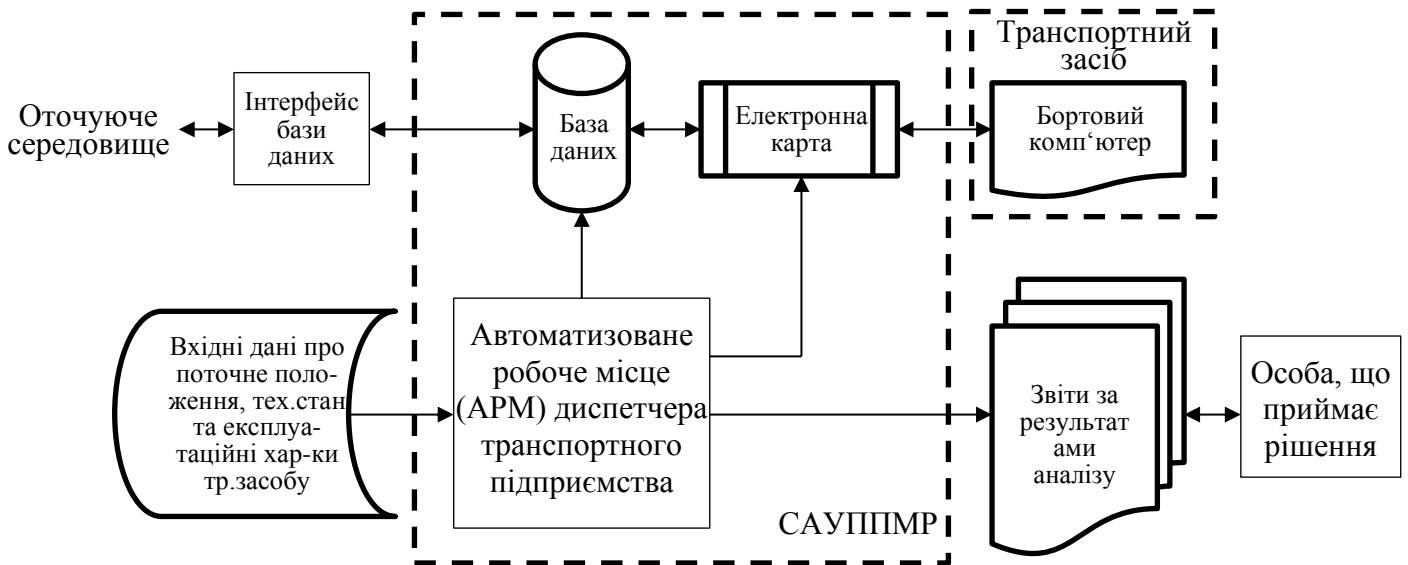 Транспортний
засіб
Оточуюче
середовище
Інтерфейс
бази
даних
База
даних
Електронна
карта
Бортовий
комп‘ютер
Вхідні дані про
поточне поло-
ження, тех.стан
та експлуа-
таційні хар-ки
тр.засобу
Автоматизоване
робоче місце
(АРМ) диспетчера
транспортного
підприємства
Звіти за
результат
ами
аналізу
Особа, що
приймає
рішення
САУППМР